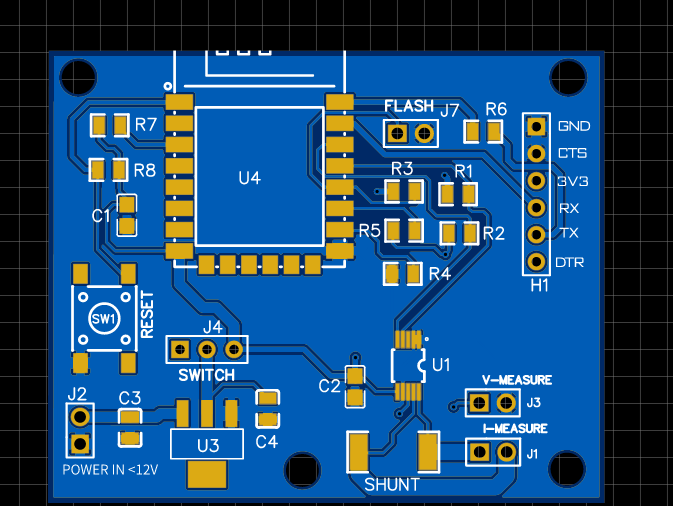 FLASH J7 R6
GND
R7
CTS
R3 R1
R8
U4
3V3
C1
RX
R5 R2
TX
DTR
R4
H1
RESET
SW1
J4
U1
SWITCH
V-MEASURE
C2
J2 C3
J3
I-MEASURE
C4
U3
J1
POWER IN <12V
SHUNT